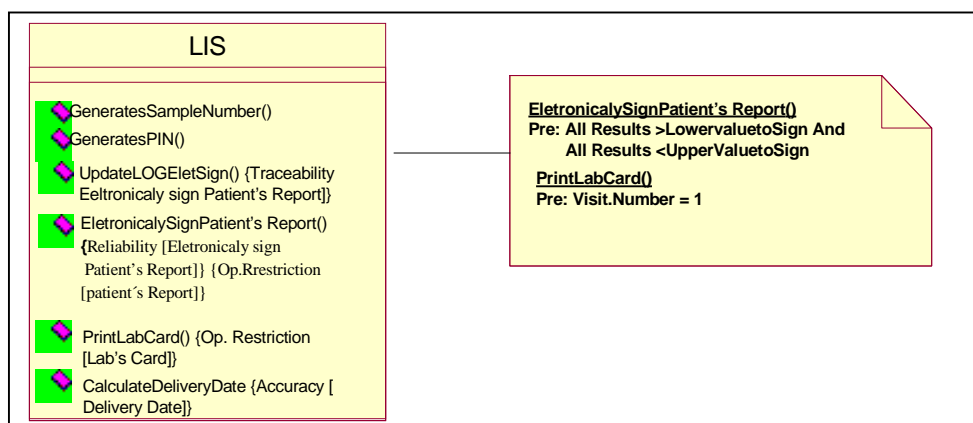 LIS
GeneratesSampleNumber()
GeneratesPIN()
UpdateLOGEletSign() {Traceability
Eeltronicaly sign Patient's Report]}
EletronicalySignPatient's Report()
{Reliability [Eletronicaly sign
Patient's Report]} {Op.Rrestriction
[patient´s Report]}
PrintLabCard() {Op. Restriction
[Lab's Card]}
CalculateDeliveryDate {Accuracy [
Delivery Date]}
EletronicalySignPatient's Report()
Pre: All Results >LowervaluetoSign And
All Results <UpperValuetoSign
PrintLabCard()
Pre: Visit.Number = 1